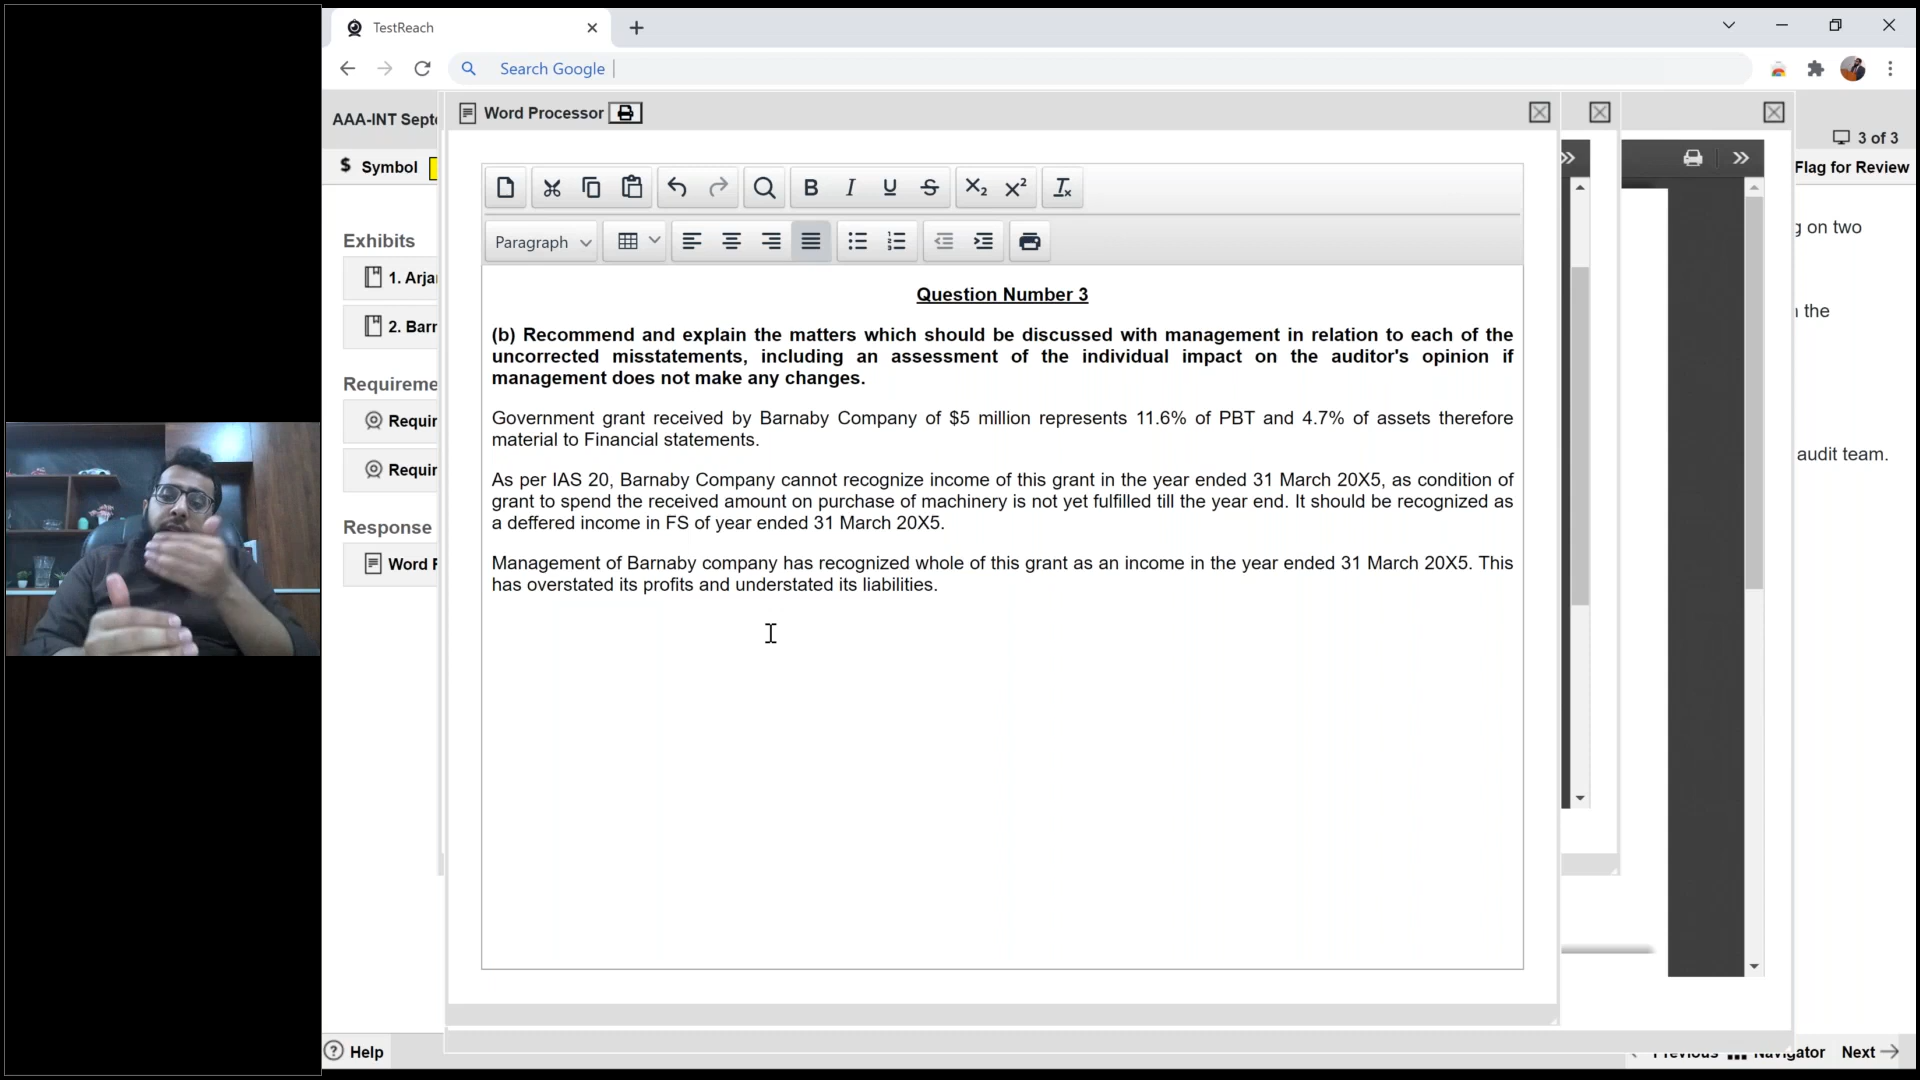 TestReach
Search Google
AAA-INT Septe
Word Processor
3 of 3
Symbol
Flag for Review
Exhibits
1. Arja
2. Barn
Requireme
Requir
Requir
Response
Word P
Paragraph
Question Number 3
(b) Recommend and explain the matters which should be discussed with management in relation to each of the
uncorrected misstatements, including an assessment of the individual impact on the auditor's opinion if
management does not make any changes.
Government grant received by Barnaby Company of $5 million represents 11.6% of PBT and 4.7% of assets therefore
material to Financial statements.
As per IAS 20, Barnaby Company cannot recognize income of this grant in the year ended 31 March 20X5, as condition of
grant to spend the received amount on purchase of machinery is not yet fulfilled till the year end. It should be recognized as
a deffered income in FS of year ended 31 March 20X5.
Management of Barnaby company has recognized whole of this grant as an income in the year ended 31 March 20X5. This
has overstated its profits and understated its liabilities.
g on two
the
audit team.
Help
Previous
Navigator
Next